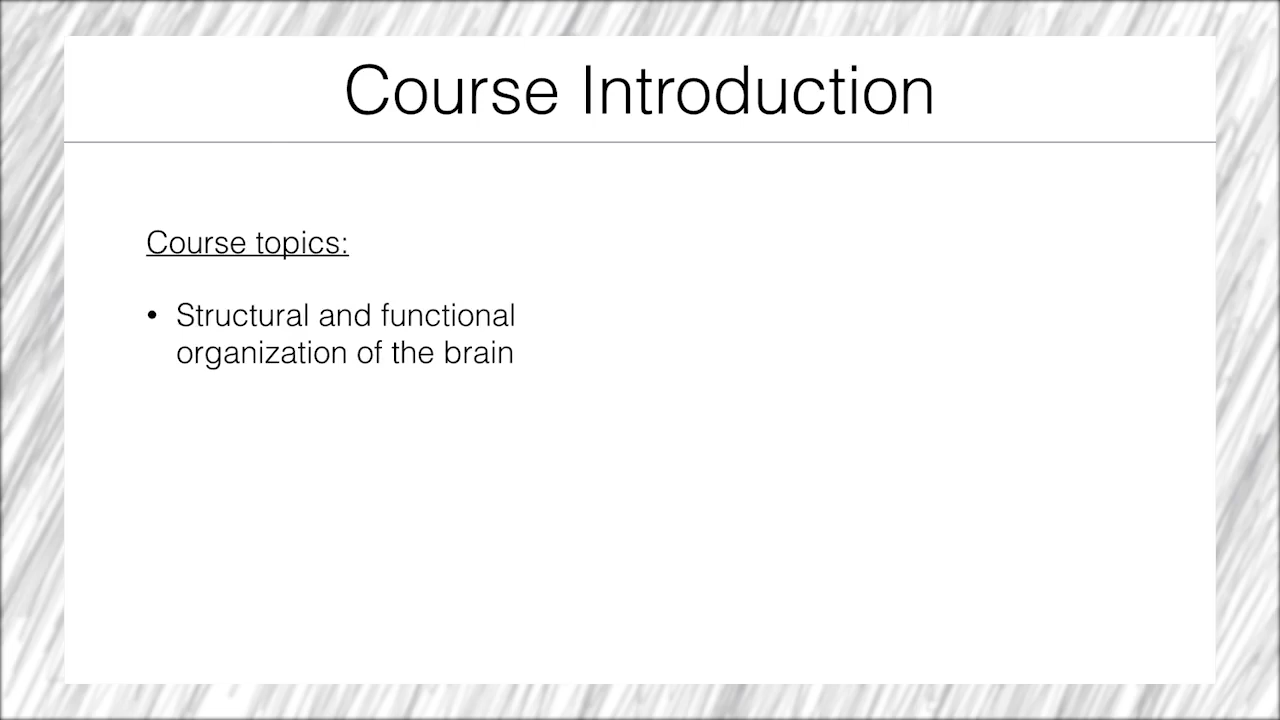 Course Introduction
Course topics:
• Structural and functional
organization of the brain